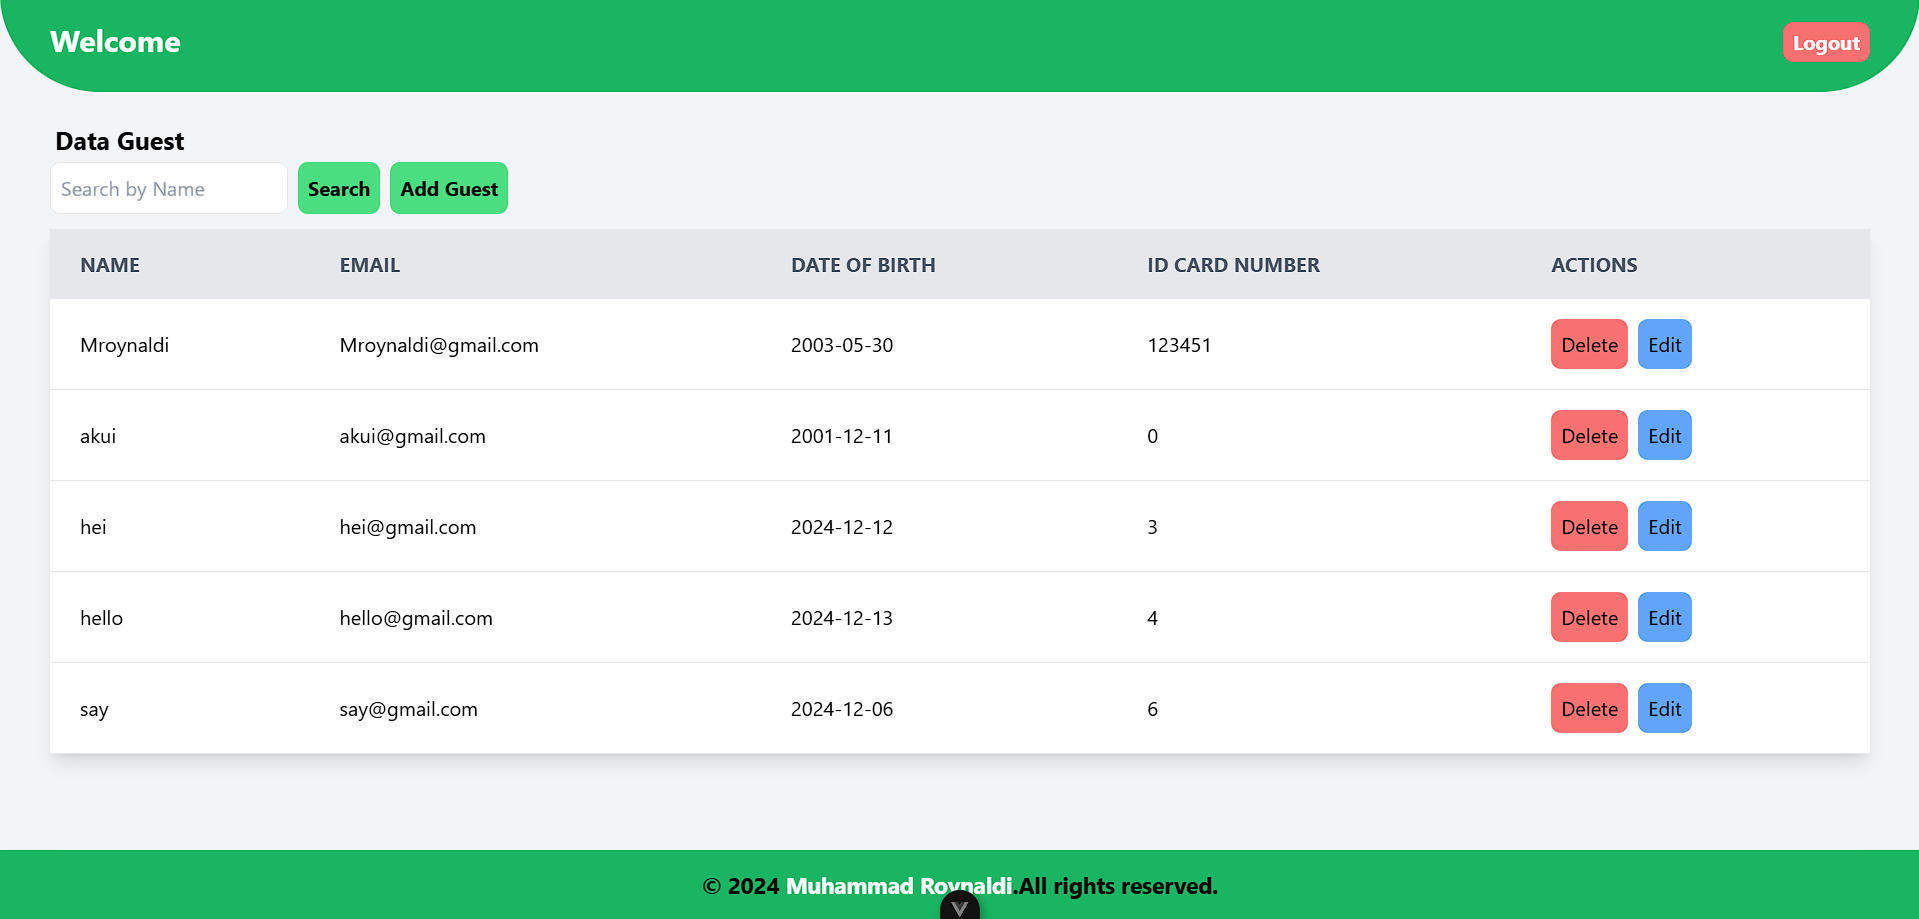 Welcome
Logout
Data Guest
Search by Name Search Add Guest
NAME EMAIL DATE OF BIRTH ID CARD NUMBER ACTIONS
Mroynaldi Mroynaldi@gmail.com 2003-05-30 123451 Delete Edit
akui akui@gmail.com 2001-12-11 0 Delete Edit
hei hei@gmail.com 2024-12-12 3 Delete Edit
hello hello@gmail.com 2024-12-13 4 Delete Edit
say say@gmail.com 2024-12-06 6 Delete Edit
© 2024 Muhammad Roynaldi.All rights reserved.